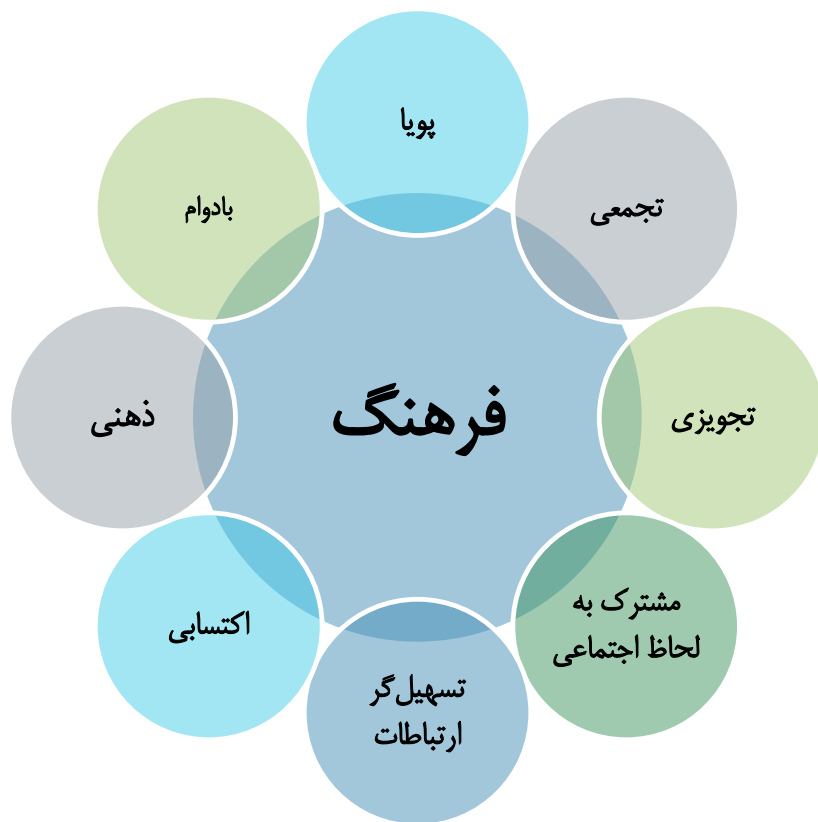 پویا
تجمعی
تجویزی
مشترک به
لحاظ اجتماعی
تسهیل‌گر
ارتباطات
اکتسابی
ذهنی
بادوام
فرهنگ